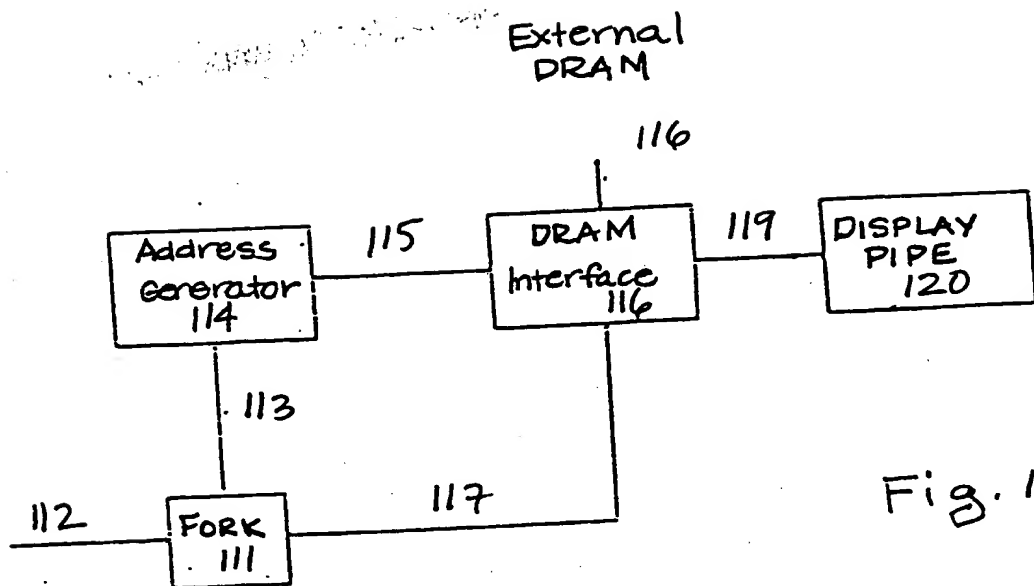 External
DRAM
116
Address
Generator
114
115
DRAM
Interface
116
119
DISPLAY
PIPE
120
113
112
FORK
111
117
Fig. 1